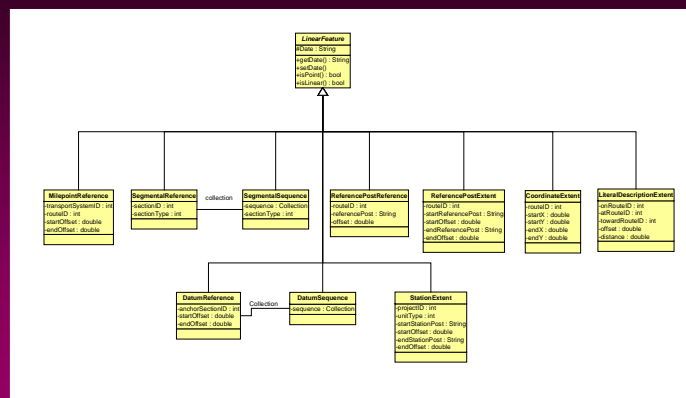 LinearFeature
#Date : String
+getDate() : String
+setDate()
+isPoint() : bool
+isLinear() : bool
MilepointReference
-transportSystemID : int
-routeID : int
-startOffset : double
-endOffset : double
SegmentalReference
-sectionID : int
-sectionType : int
collection
SegmentalSequence
-sequence : Collection
-sectionType : int
ReferencePostReference
-routeID : int
-referencePost : String
-offset : double
ReferencePostExtent
-routeID : int
-startReferencePost : String
-startOffset : double
-endReferencePost : String
-endOffset : double
CoordinateExtent
-routeID : int
-startX : double
-startY : double
-endX : double
-endY : double
LiteralDescriptionExtent
-onRouteID : int
-atRouteID : int
-towardRouteID : int
-offset : double
-distance : double
DatumReference
-anchorSectionID : int
-startOffset : double
-endOffset : double
Collection
DatumSequence
-sequence : Collection
StationExtent
-projectID : int
-unitType : int
-startStationPost : String
-startOffset : double
-endStationPost : String
-endOffset : double